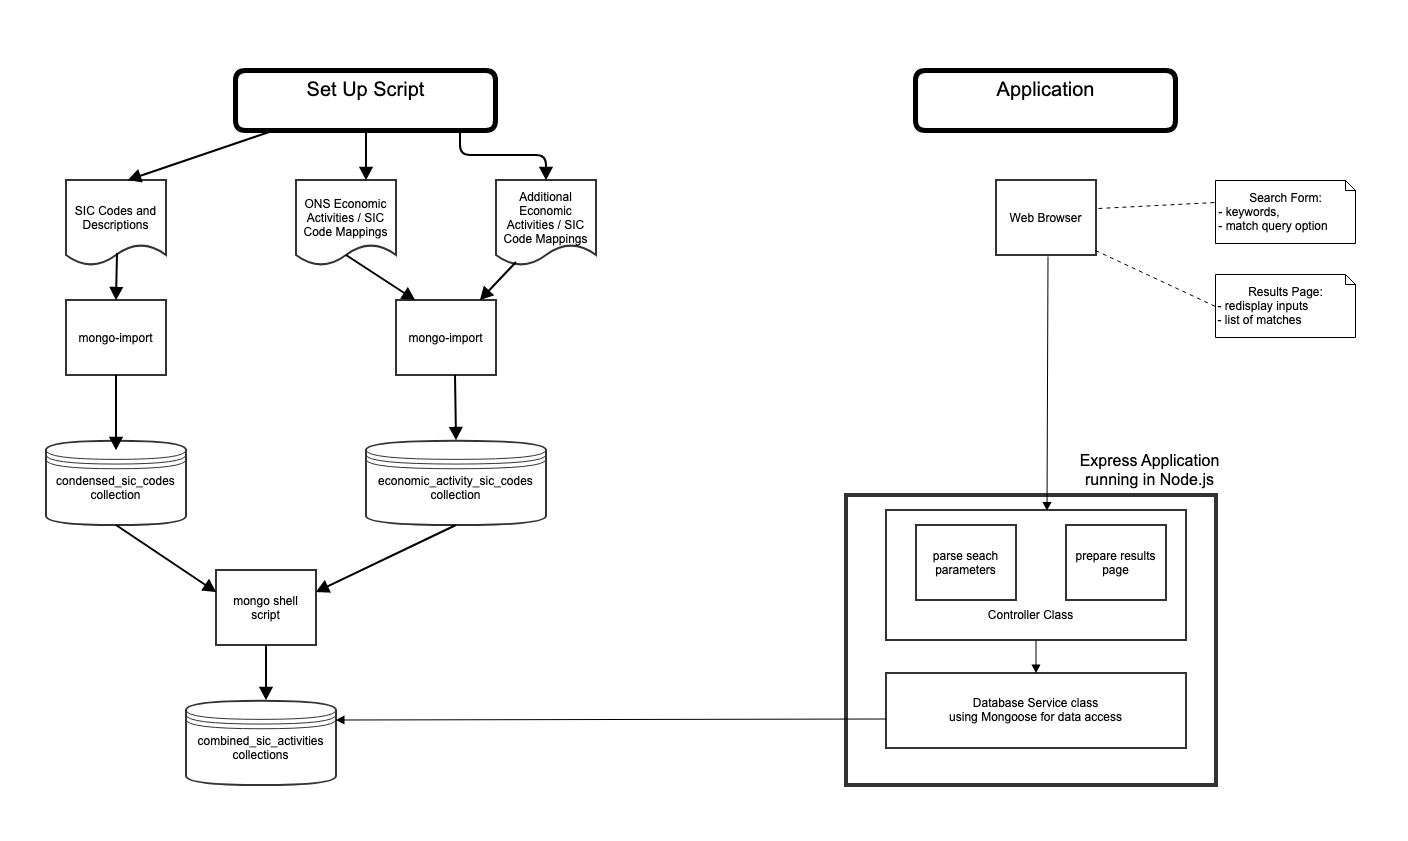 Set Up Script
Application
SIC Codes and
Descriptions
ONS Economic
Activities / SIC
Code Mappings
Additional
Economic
Activities / SIC
Code Mappings
Web Browser
Search Form:
- keywords,
- match query option
Results Page:
- redisplay inputs
- list of matches
mongo-import
mongo-import
condensed_sic_codes
collection
economic_activity_sic_codes
collection
Express Application
running in Node.js
parse seach
parameters
prepare results
page
Controller Class
mongo shell
script
Database Service class
using Mongoose for data access
combined_sic_activities
collections